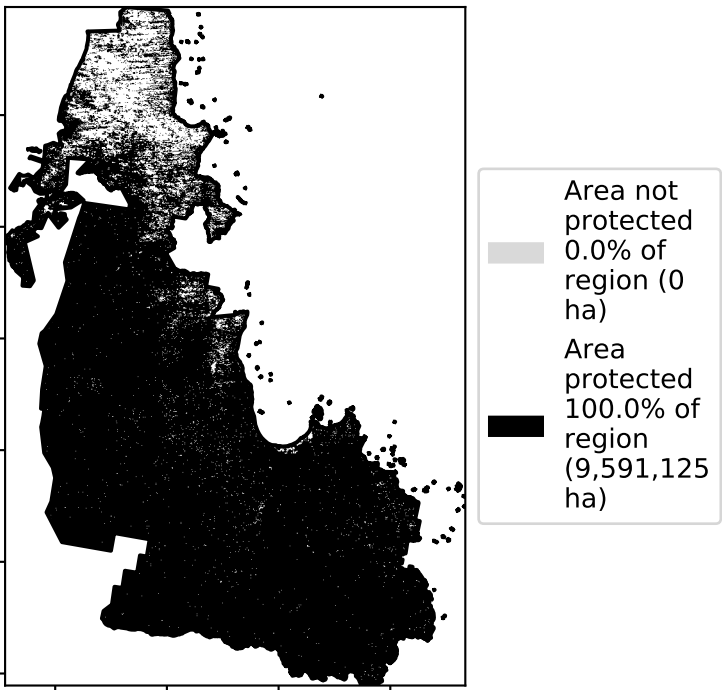 Area not
protected
0.0% of
region (0
ha)
Area
protected
100.0% of
region
(9,591,125
ha)